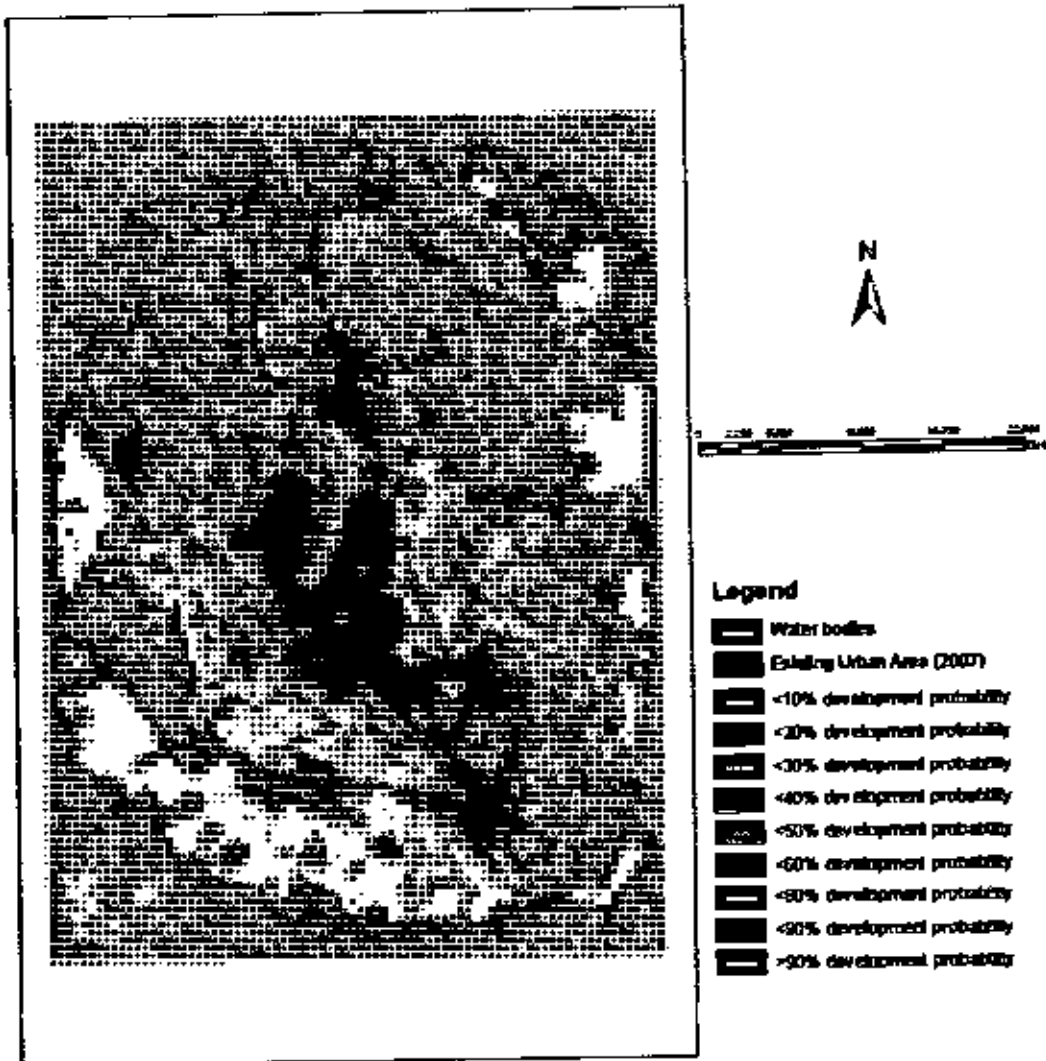 N
0
Legend
Water bodies
Existing Urban Area (2007)
<10% development probability
<20% development probability
<30% development probability
<40% development probability
<50% development probability
<60% development probability
<80% development probability
<90% development probability
>90% development probability